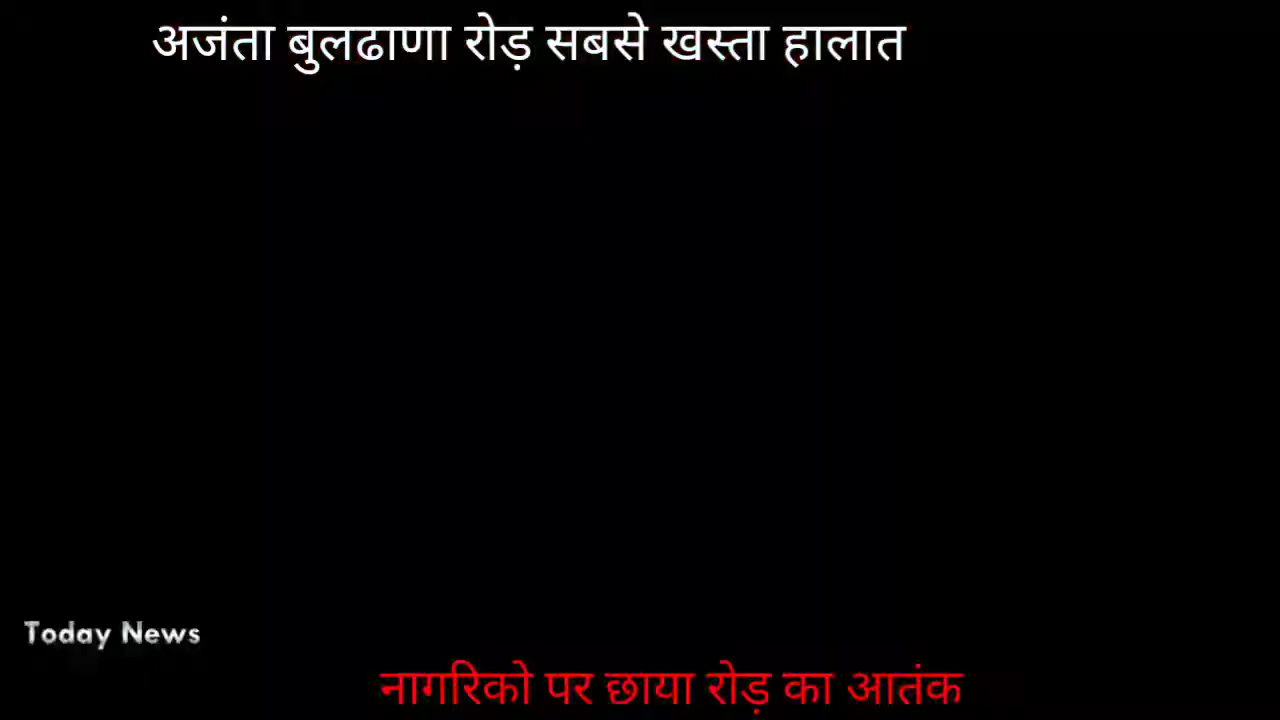 अजंता बुलढाणा रोड़ सबसे खस्ता हालात
Today News
नागरिको पर छाया रोड़ का आतंक